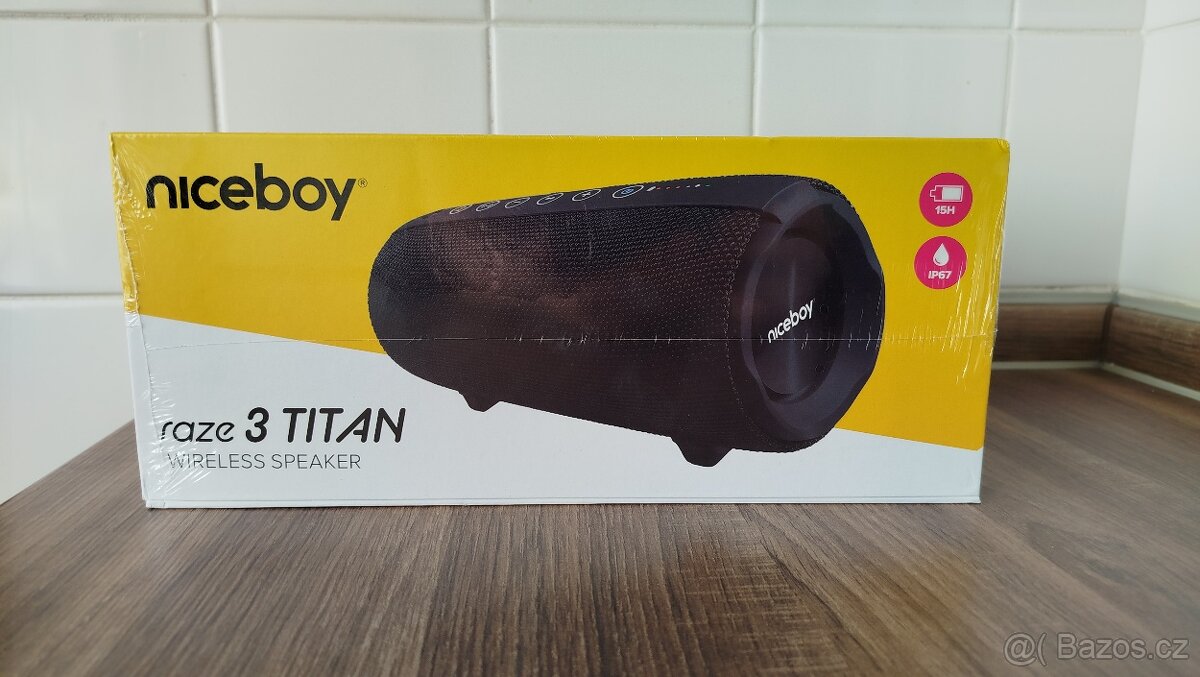 niceboy®
15H
IP67
niceboy
raze 3 TITAN
WIRELESS SPEAKER
@( Bazos.cz